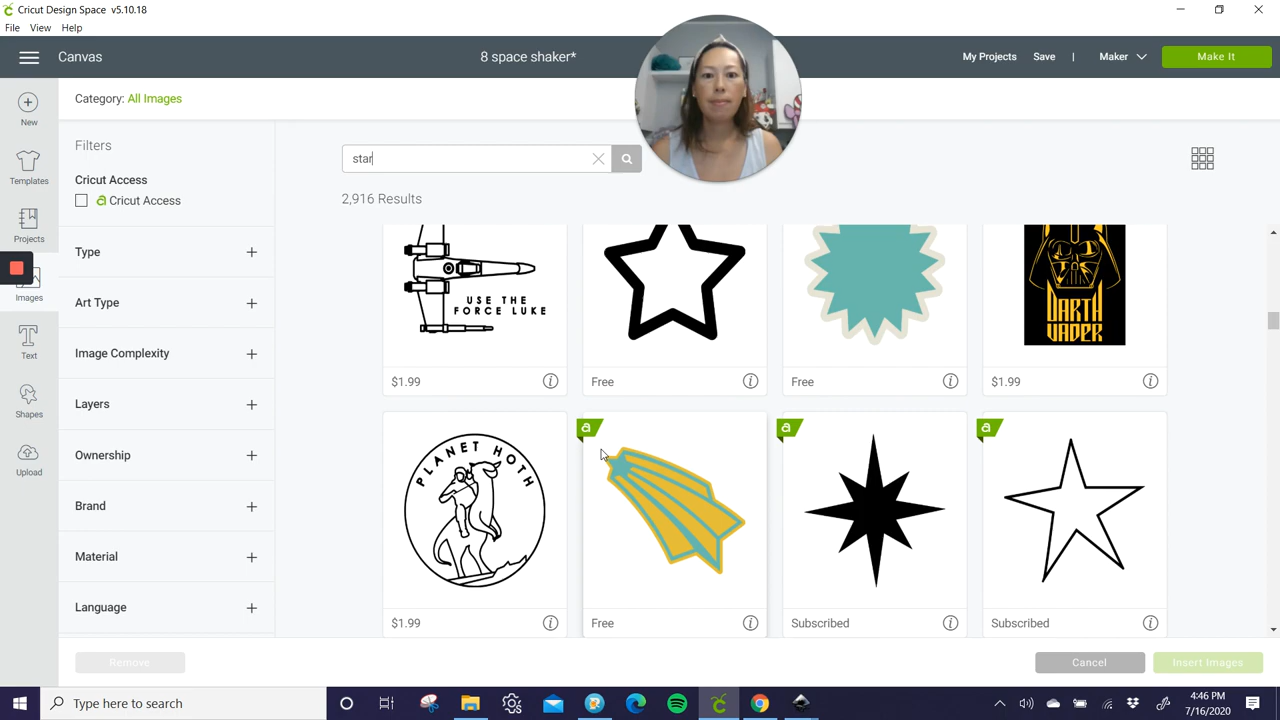 Cricut Design Space v5.10.18
File View Help
Canvas
8 space shaker*
My Projects Save | Maker Make It
Category: All Images
New
Templates
Projects
Images
Text
Shapes
Upload
Filters
Cricut Access
a Cricut Access
Type +
Art Type +
Image Complexity +
Layers +
Ownership +
Brand +
Material +
Language +
Remove
star
2,916 Results
USE THE
FORCE LUKE
DARTH
VADER
$1.99
Free
Free
$1.99
PLANET HOTH
a
a
a
$1.99
Free
Subscribed
Subscribed
Cancel
Insert Images
Type here to search
4:46 PM
7/16/2020